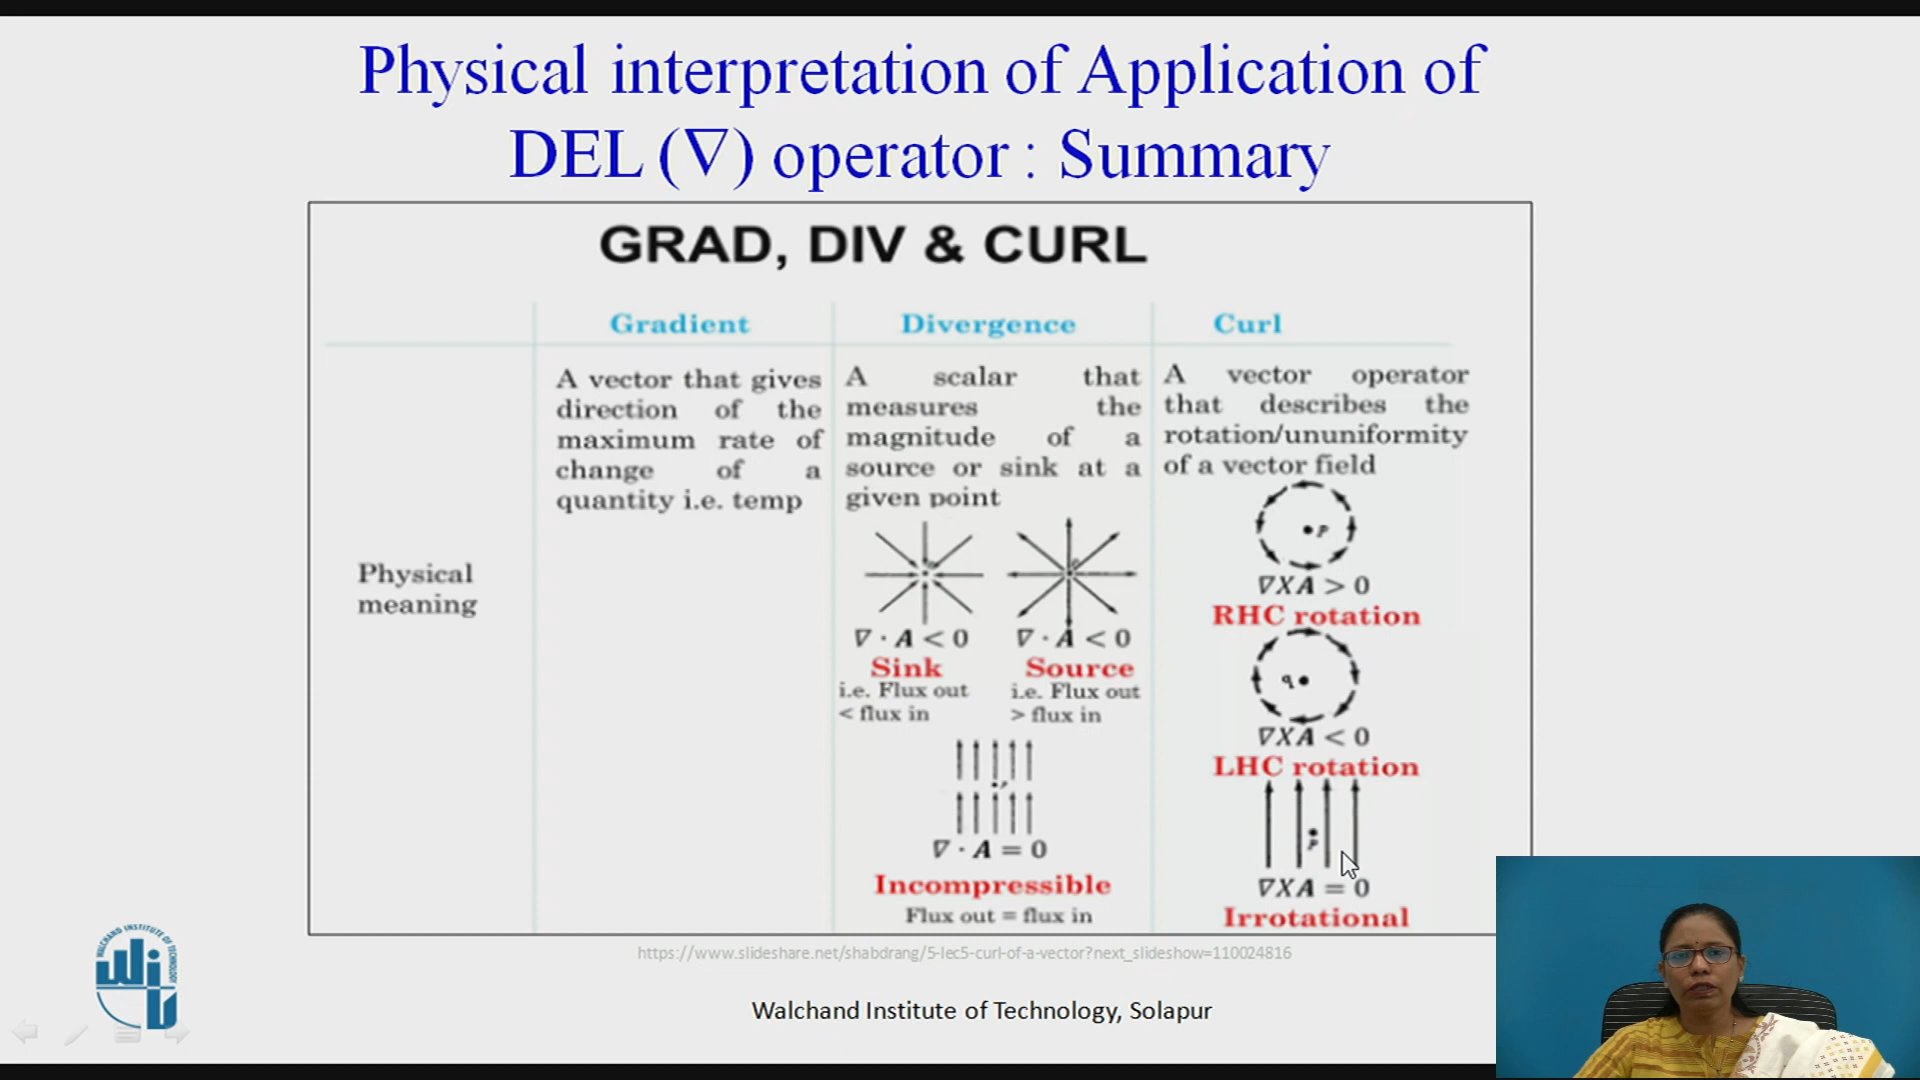 Physical interpretation of Application of
DEL (∇) operator : Summary
GRAD, DIV & CURL
Gradient
Divergence
Curl
Physical
meaning
A vector that gives
direction of the
maximum rate of
change of a
quantity i.e. temp
A scalar that
measures the
magnitude of a
source or sink at a
given point
∇ · A < 0
Sink
i.e. Flux out
< flux in
∇ · A < 0
Source
i.e. Flux out
> flux in
∇ · A = 0
Incompressible
Flux out = flux in
A vector operator
that describes the
rotation/ununiformity
of a vector field
P
∇XA > 0
RHC rotation
q
∇XA < 0
LHC rotation
P
∇XA = 0
Irrotational
https://www.slideshare.net/shabdrang/5-lec5-curl-of-a-vector?next_slideshow=110024816
WALCHAND INSTITUTE OF TECHNOLOGY
WIT
Walchand Institute of Technology, Solapur